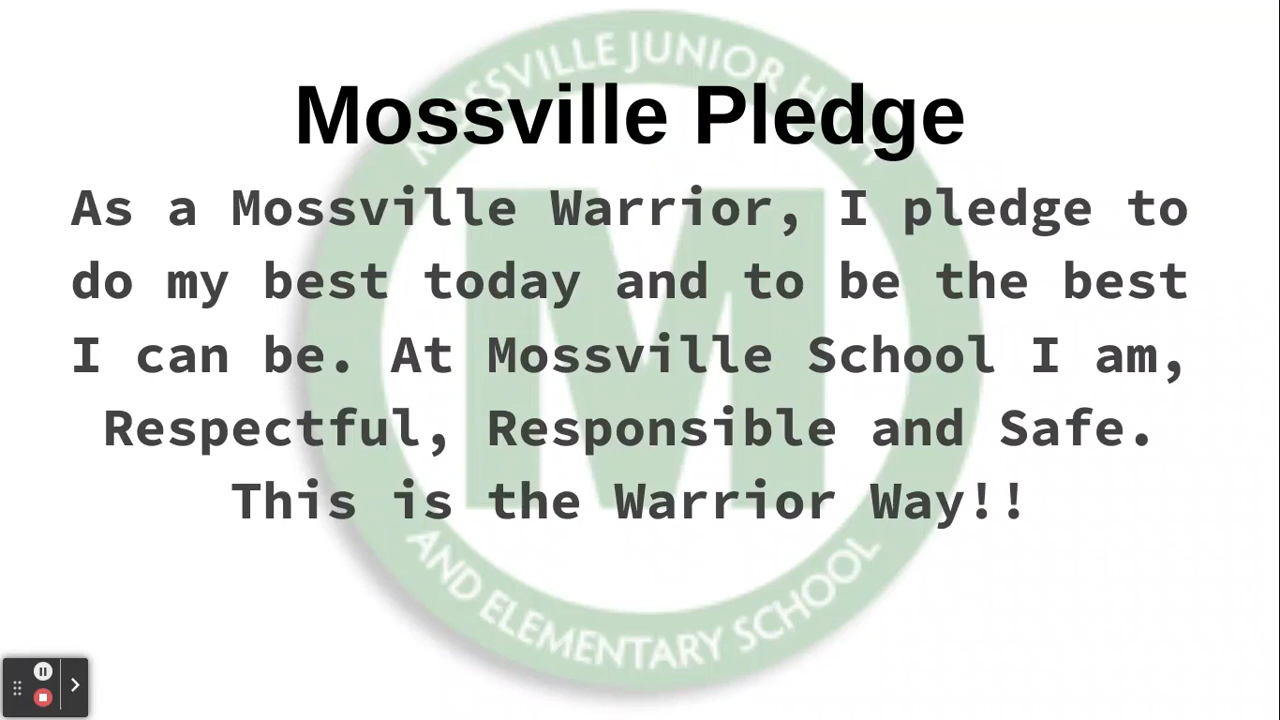 MOSSVILLE JUNIOR HIGH
Mossville Pledge
As a Mossville Warrior, I pledge to
do my best today and to be the best
I can be. At Mossville School I am,
Respectful, Responsible and Safe.
This is the Warrior Way!!
M
AND ELEMENTARY SCHOOL